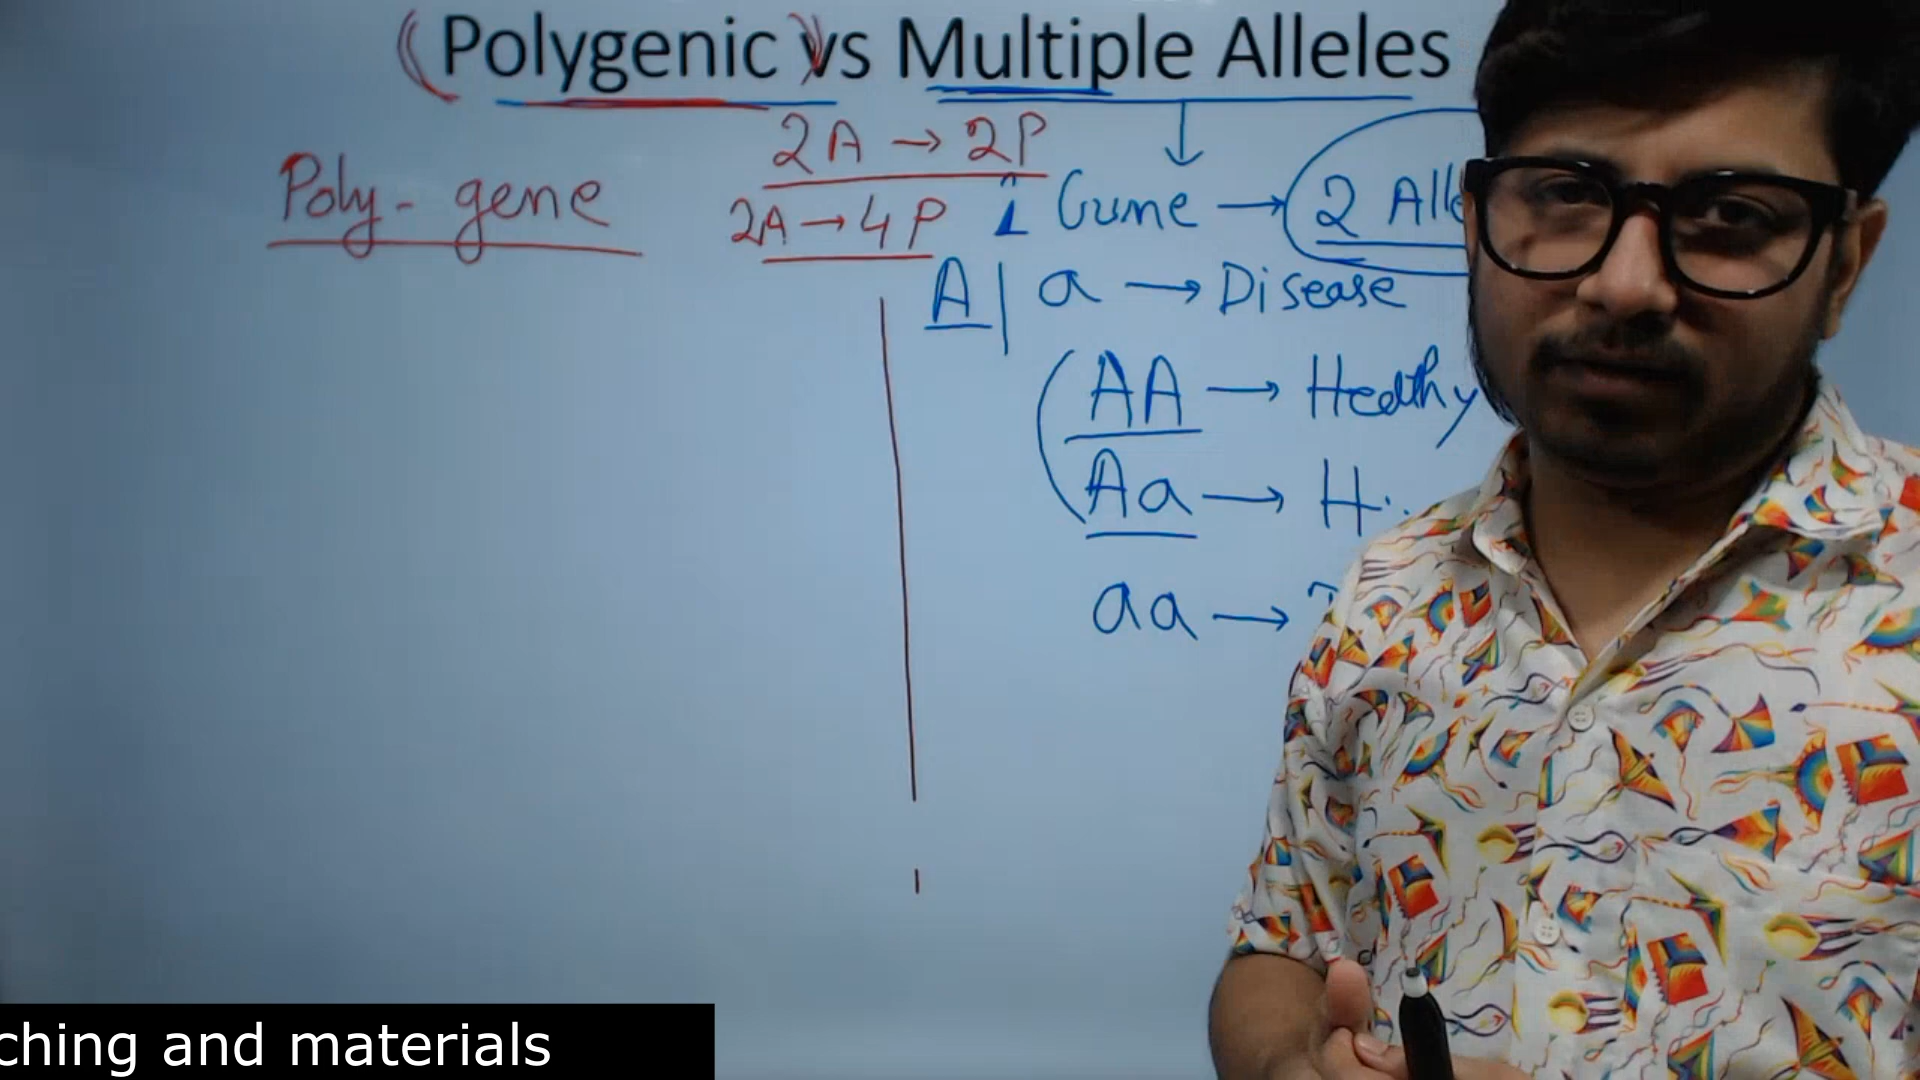 (Polygenic) vs Multiple Alleles
2A → 2P
Poly- gene
2A → 4P
1 Gene → 2 Alle
A | a → Disease
AA → Healthy
Aa → H..
aa →
ching and materials